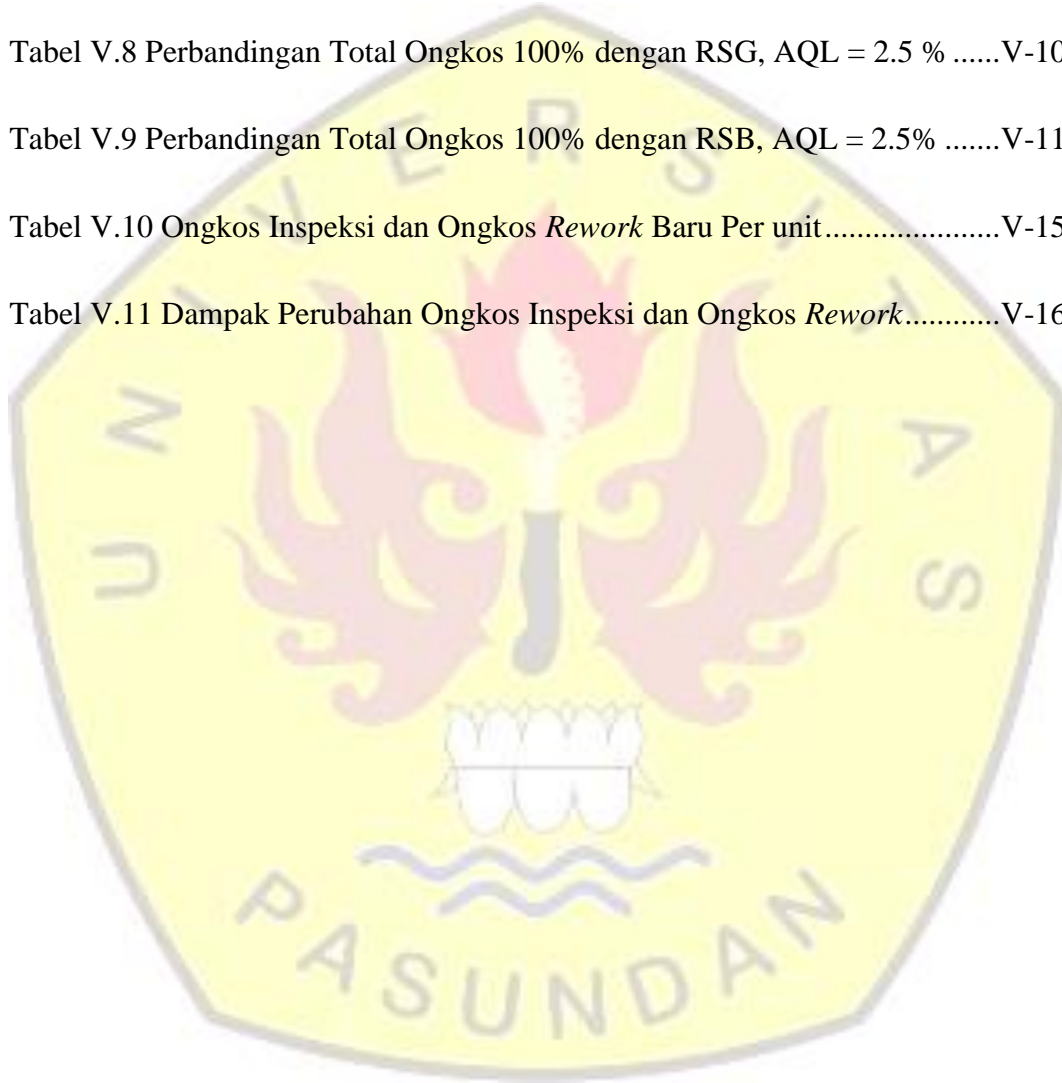 Tabel V.8 Perbandingan Total Ongkos 100% dengan RSG, AQL = 2.5 % ......V-10
Tabel V.9 Perbandingan Total Ongkos 100% dengan RSB, AQL = 2.5% .......V-11
Tabel V.10 Ongkos Inspeksi dan Ongkos Rework Baru Per unit......................V-15
Tabel V.11 Dampak Perubahan Ongkos Inspeksi dan Ongkos Rework............V-16
UNIVERSITAS
PASUNDAN